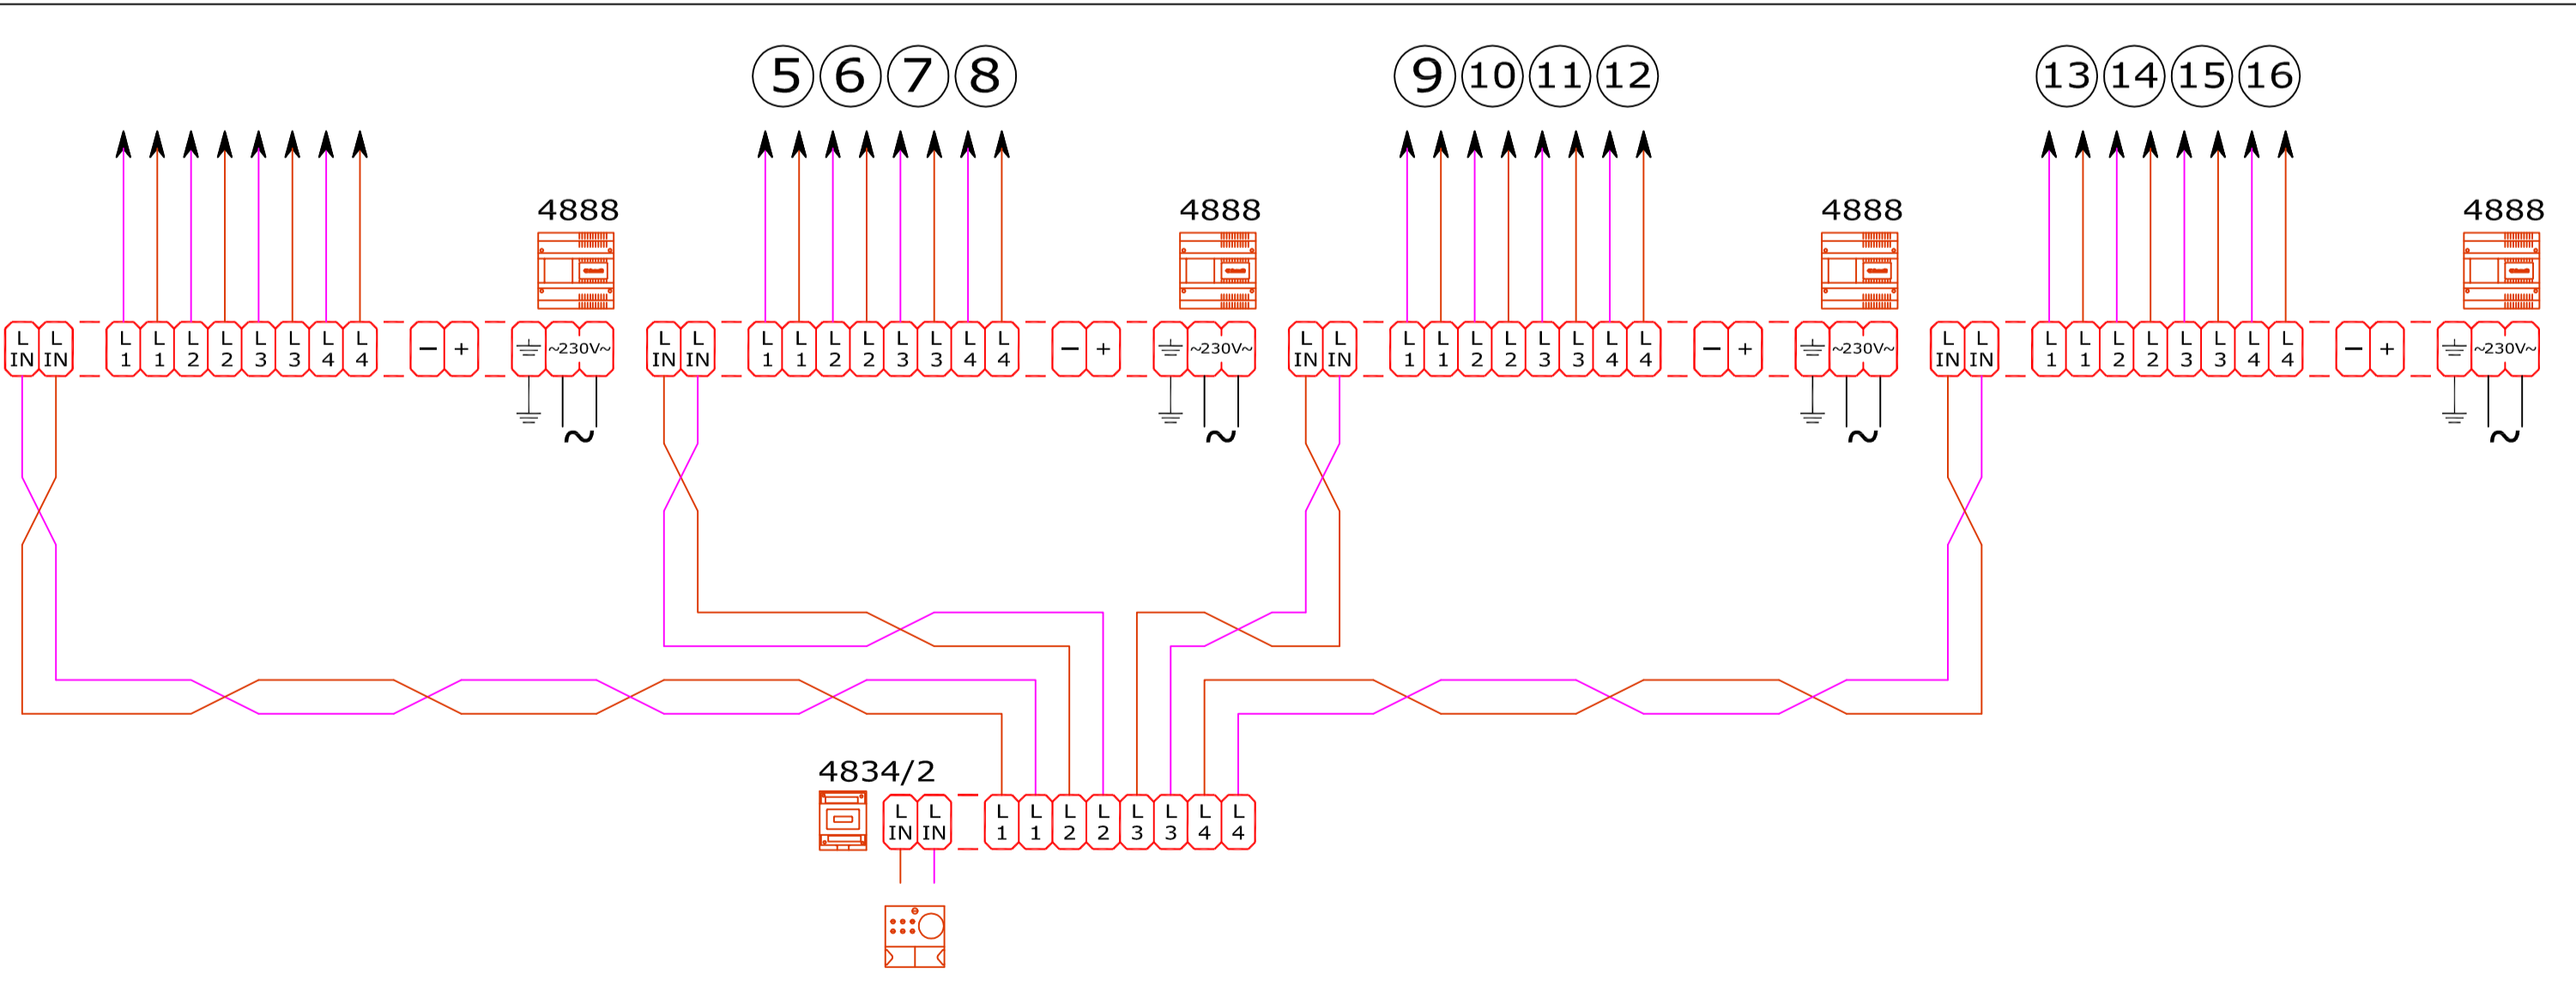 5 6 7 8 9 10 11 12 13 14 15 16
4888 4888 4888 4888
L L L L L L L L L L L L L L L L L L L L L L L L L L L L L L L L L L L L L L L L
IN IN 1 1 2 2 3 3 4 4 − + ~230V~ IN IN 1 1 2 2 3 3 4 4 − + ~230V~ IN IN 1 1 2 2 3 3 4 4 − + ~230V~ IN IN 1 1 2 2 3 3 4 4 − + ~230V~
~ ~ ~ ~
4834/2
L L L L L L L L L L
IN IN 1 1 2 2 3 3 4 4